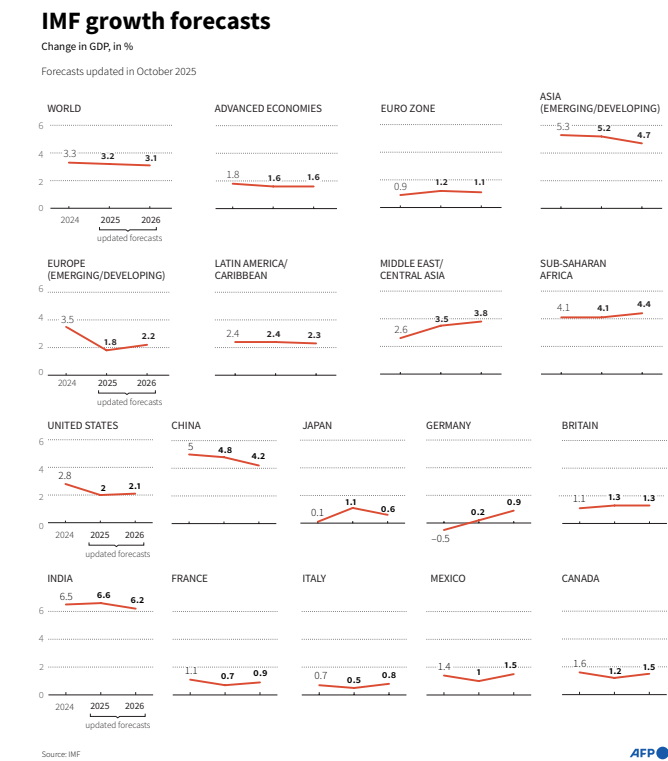 IMF growth forecasts
Change in GDP, in %
Forecasts updated in October 2025
WORLD
6
4
2
0
3.3
3.2
3.1
2024
2025
2026
updated forecasts
ADVANCED ECONOMIES
1.8
1.6
1.6
EURO ZONE
0.9
1.2
1.1
ASIA
(EMERGING/DEVELOPING)
5.3
5.2
4.7
EUROPE
(EMERGING/DEVELOPING)
6
4
2
0
3.5
1.8
2.2
2024
2025
2026
updated forecasts
LATIN AMERICA/
CARIBBEAN
2.4
2.4
2.3
MIDDLE EAST/
CENTRAL ASIA
2.6
3.5
3.8
SUB-SAHARAN
AFRICA
4.1
4.1
4.4
UNITED STATES
6
4
2
0
2.8
2
2.1
2024
2025
2026
updated forecasts
CHINA
5
4.8
4.2
JAPAN
0.1
1.1
0.6
GERMANY
–0.5
0.2
0.9
BRITAIN
1.1
1.3
1.3
INDIA
6
4
2
0
6.5
6.6
6.2
2024
2025
2026
updated forecasts
FRANCE
1.1
0.7
0.9
ITALY
0.7
0.5
0.8
MEXICO
1.4
1
1.5
CANADA
1.6
1.2
1.5
Source: IMF
AFP